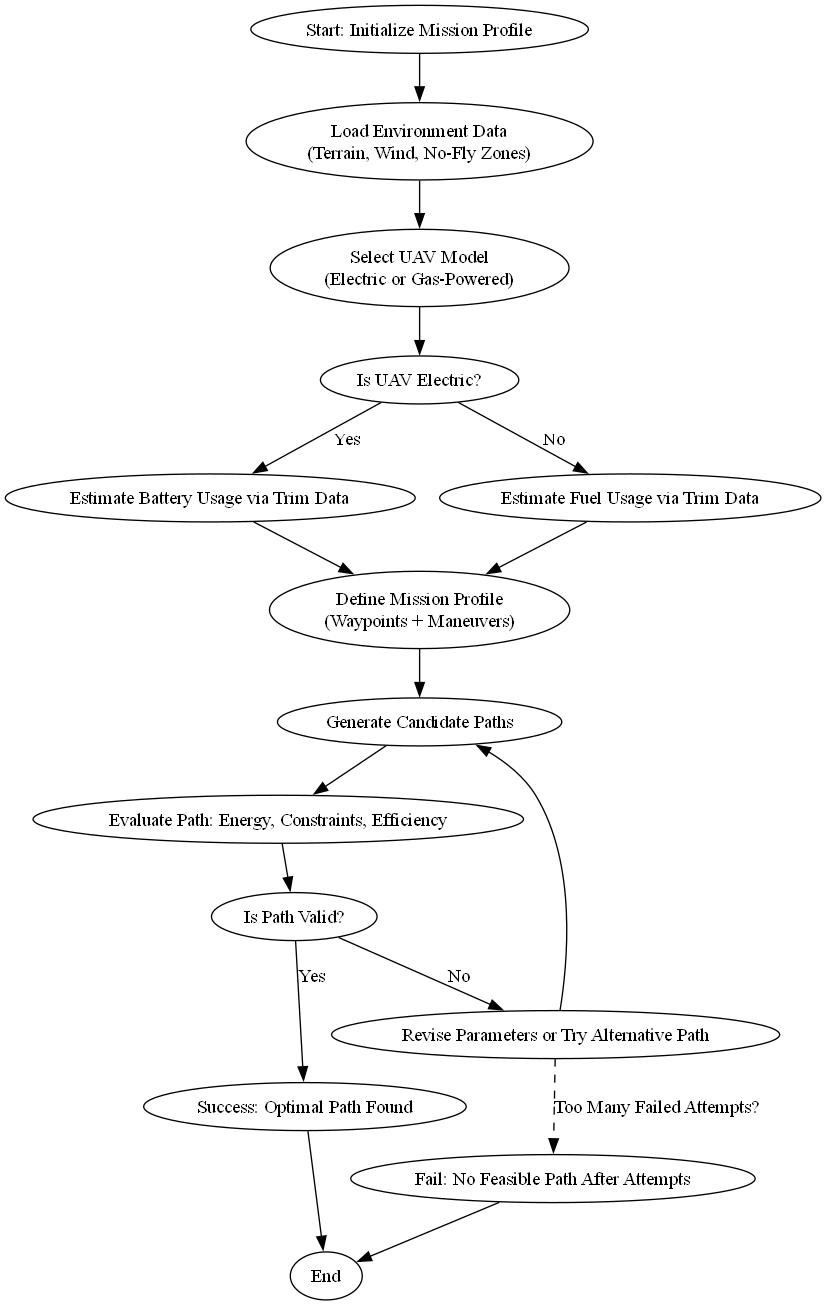 Start: Initialize Mission Profile
Load Environment Data
(Terrain, Wind, No-Fly Zones)
Select UAV Model
(Electric or Gas-Powered)
Is UAV Electric?
Yes
No
Estimate Battery Usage via Trim Data
Estimate Fuel Usage via Trim Data
Define Mission Profile
(Waypoints + Maneuvers)
Generate Candidate Paths
Evaluate Path: Energy, Constraints, Efficiency
Is Path Valid?
Yes
No
Revise Parameters or Try Alternative Path
Success: Optimal Path Found
Too Many Failed Attempts?
Fail: No Feasible Path After Attempts
End